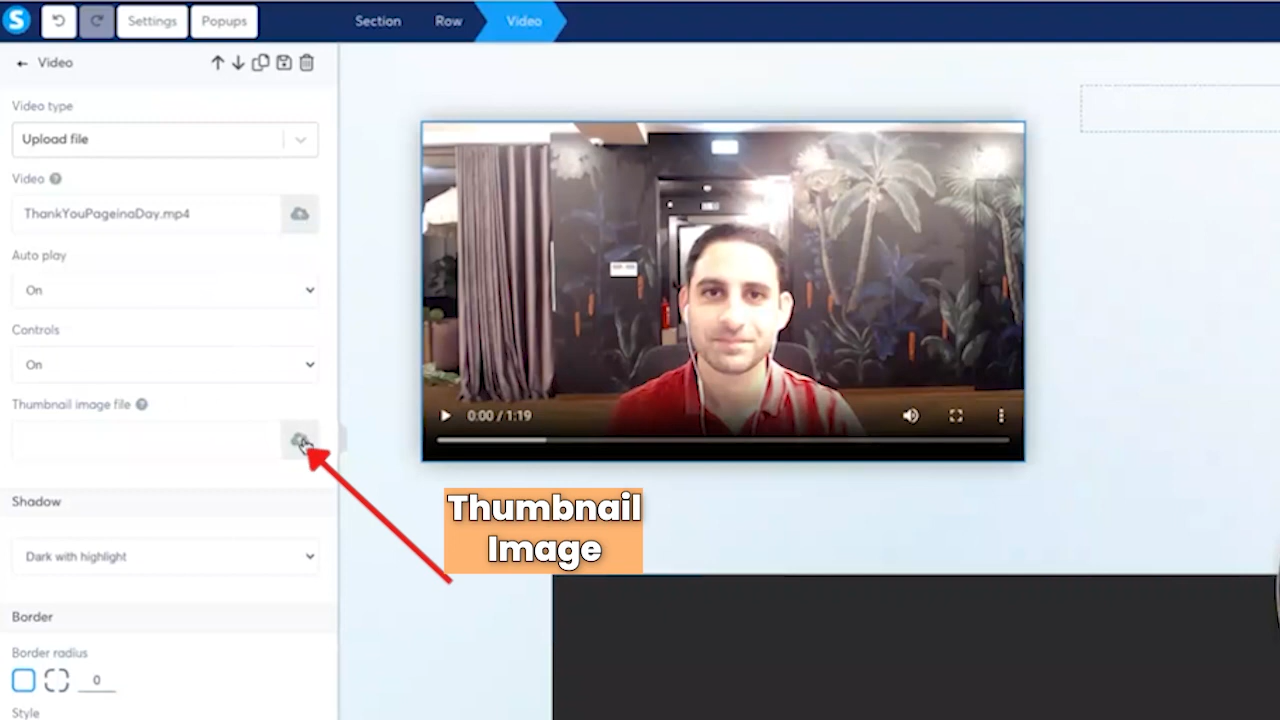 S
Settings
Popups
Section
Row
Video
Video
Video type
Upload file
Video
ThankYouPageinaDay.mp4
Auto play
On
Controls
On
Thumbnail image file
Shadow
Dark with highlight
Border
Border radius
0
Style
0:00 / 1:19
Thumbnail
Image